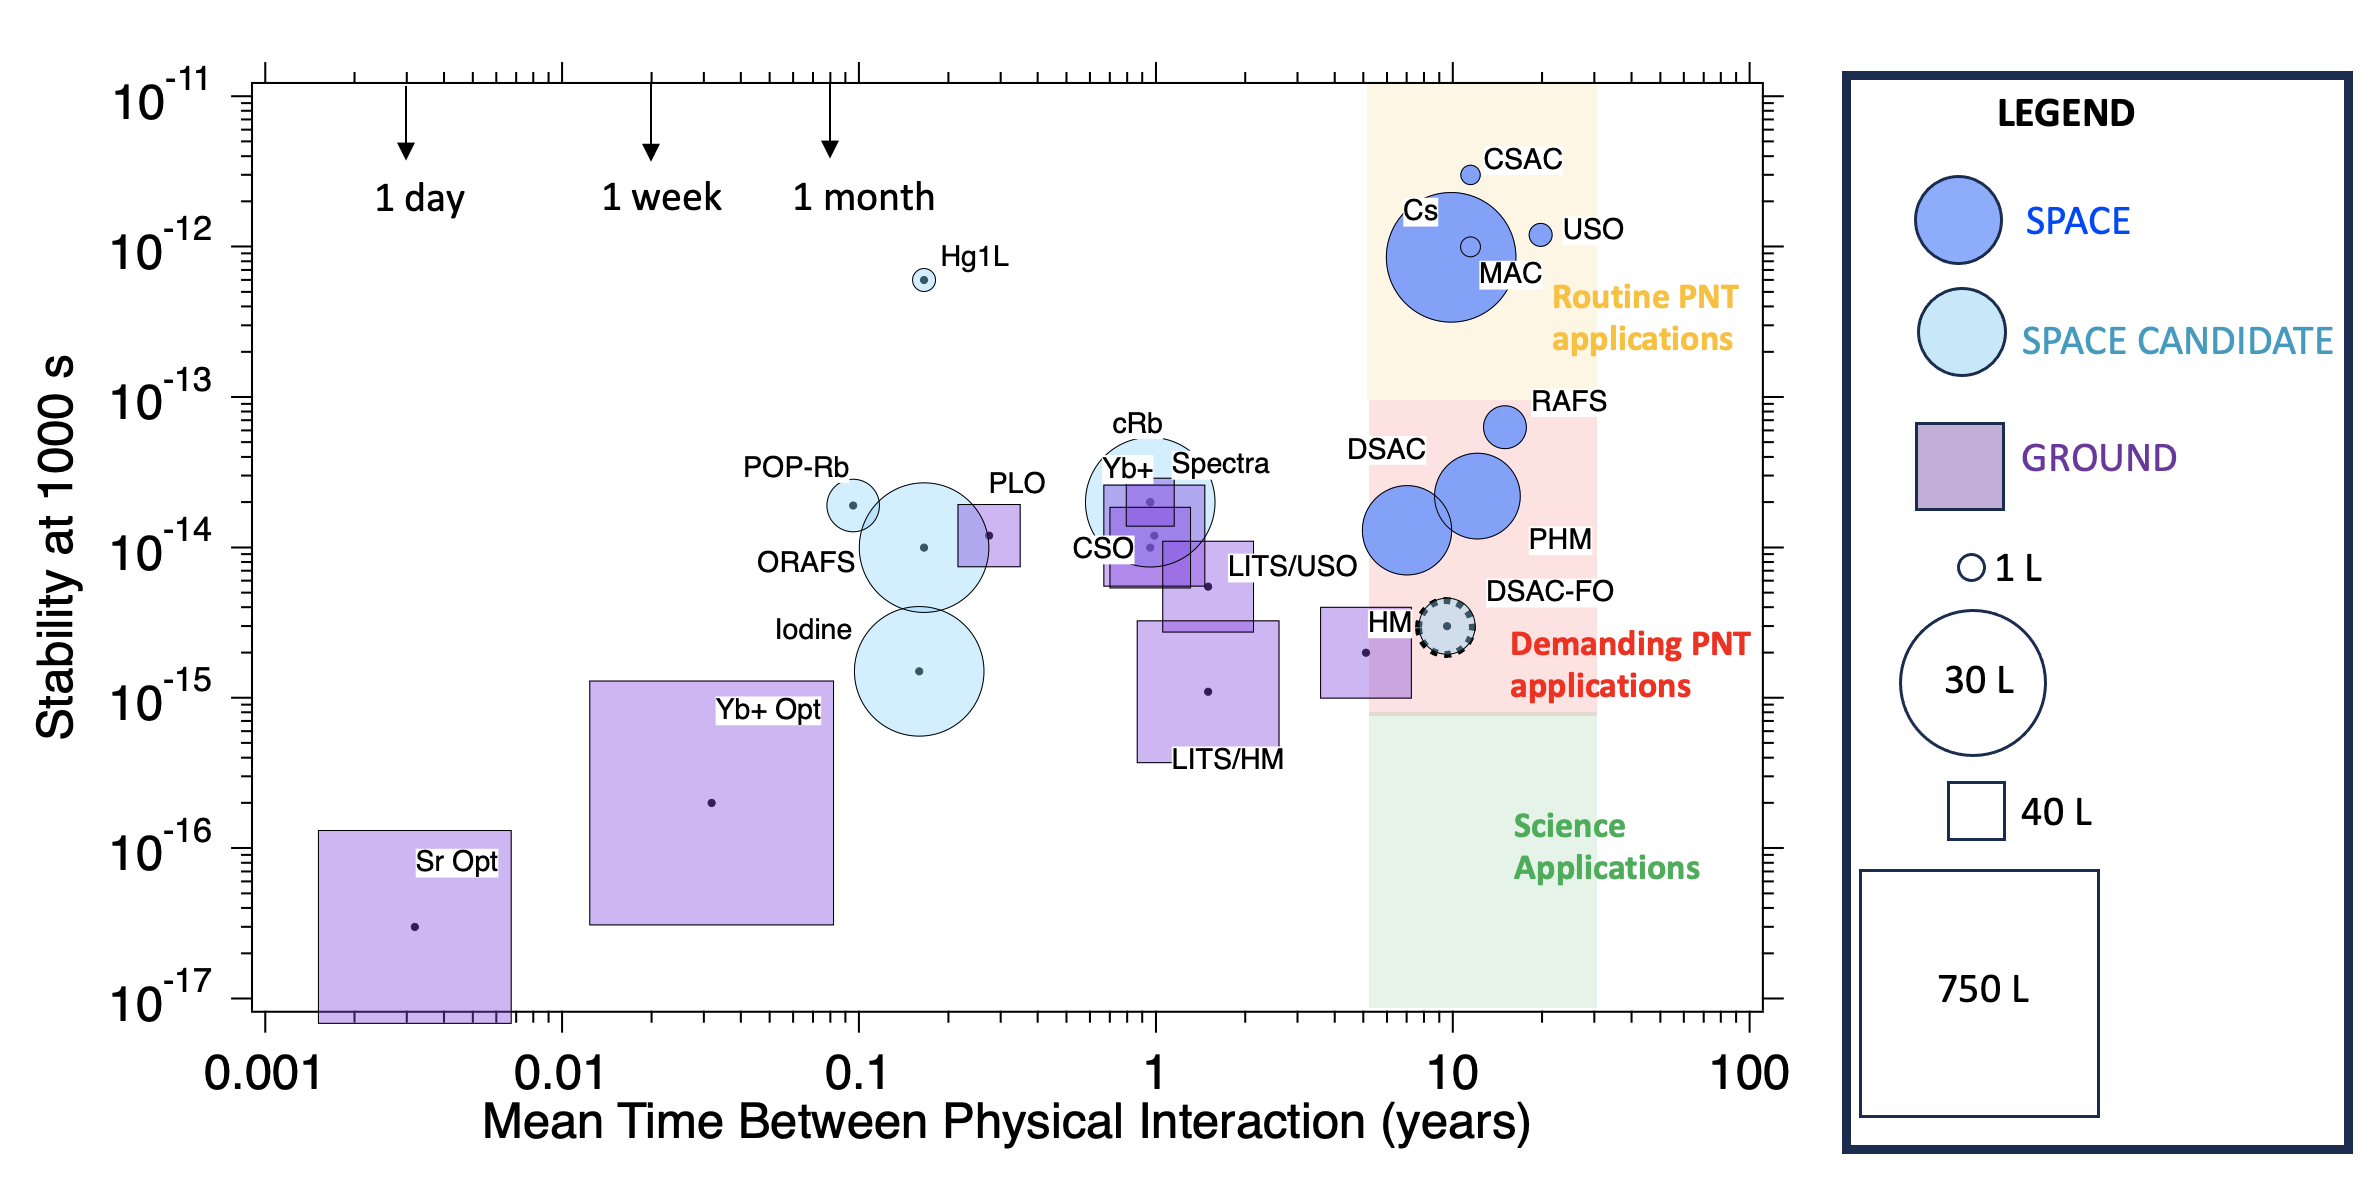 10-11
10-12
10-13
10-14
10-15
10-16
10-17
Stability at 1000 s
0.001
0.01
0.1
1
10
100
Mean Time Between Physical Interaction (years)
1 day
1 week
1 month
Hg1L
CSAC
Cs
USO
MAC
Routine PNT
applications
RAFS
DSAC
PHM
DSAC-FO
HM
Demanding PNT
applications
Science
Applications
cRb
Yb+
Spectra
CSO
POP-Rb
PLO
ORAFS
Iodine
LITS/USO
LITS/HM
Yb+ Opt
Sr Opt
LEGEND
SPACE
SPACE CANDIDATE
GROUND
1 L
30 L
40 L
750 L